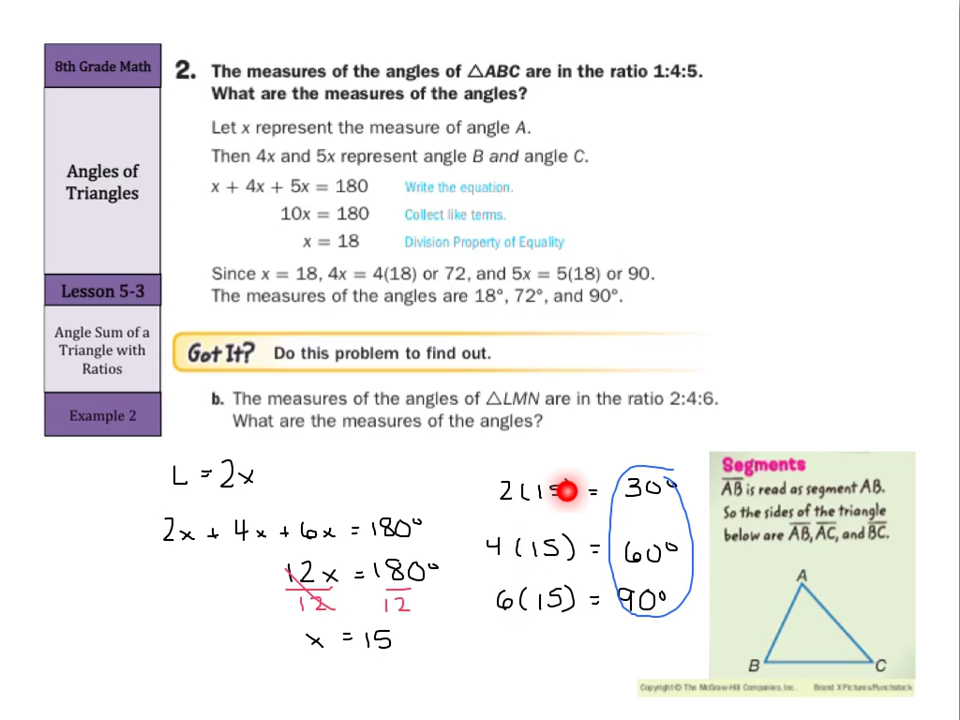 8th Grade Math
Angles of
Triangles
Lesson 5-3
Angle Sum of a
Triangle with
Ratios
Example 2
2. The measures of the angles of △ABC are in the ratio 1:4:5.
What are the measures of the angles?
Let x represent the measure of angle A.
Then 4x and 5x represent angle B and angle C.
x + 4x + 5x = 180 Write the equation.
10x = 180 Collect like terms.
x = 18 Division Property of Equality
Since x = 18, 4x = 4(18) or 72, and 5x = 5(18) or 90.
The measures of the angles are 18°, 72°, and 90°.
Got It? Do this problem to find out.
b. The measures of the angles of △LMN are in the ratio 2:4:6.
What are the measures of the angles?
L = 2x
2x + 4x + 6x = 180°
12x = 180°
12 12
x = 15
2(15) = 30°
4(15) = 60°
6(15) = 90°
Segments
A̅B̅ is read as segment AB.
So the sides of the triangle
below are A̅B̅, A̅C̅, and B̅C̅.
A
B C
Copyright © The McGraw-Hill Companies, Inc. Brand X Pictures/Punchstock